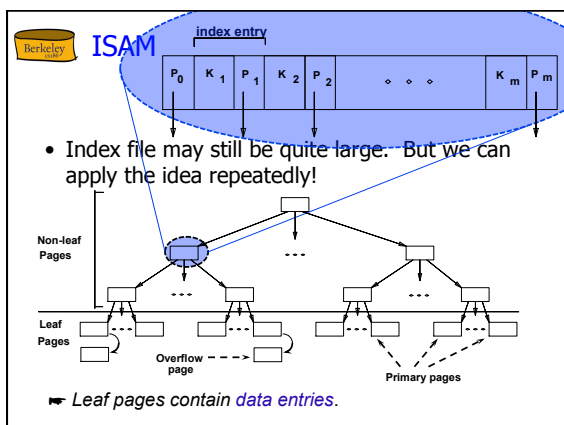 index entry
Berkeley
ISAM
P0 K1 P1 K2 P2 Km Pm
• Index file may still be quite large. But we can
apply the idea repeatedly!
Non-leaf
Pages
Leaf
Pages
Overflow
page
Primary pages
Leaf pages contain data entries.